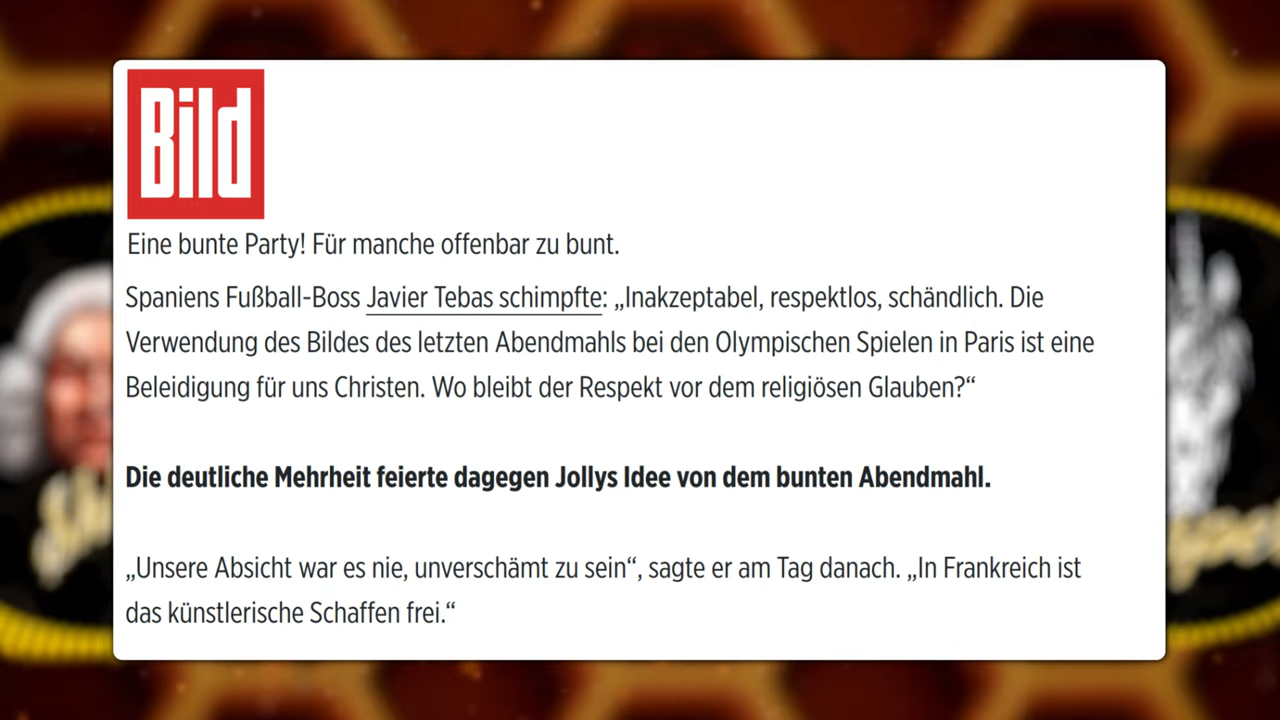 Bild
Eine bunte Party! Für manche offenbar zu bunt.
Spaniens Fußball-Boss Javier Tebas schimpfte: „Inakzeptabel, respektlos, schändlich. Die
Verwendung des Bildes des letzten Abendmahls bei den Olympischen Spielen in Paris ist eine
Beleidigung für uns Christen. Wo bleibt der Respekt vor dem religiösen Glauben?“
Die deutliche Mehrheit feierte dagegen Jollys Idee von dem bunten Abendmahl.
„Unsere Absicht war es nie, unverschämt zu sein“, sagte er am Tag danach. „In Frankreich ist
das künstlerische Schaffen frei.“